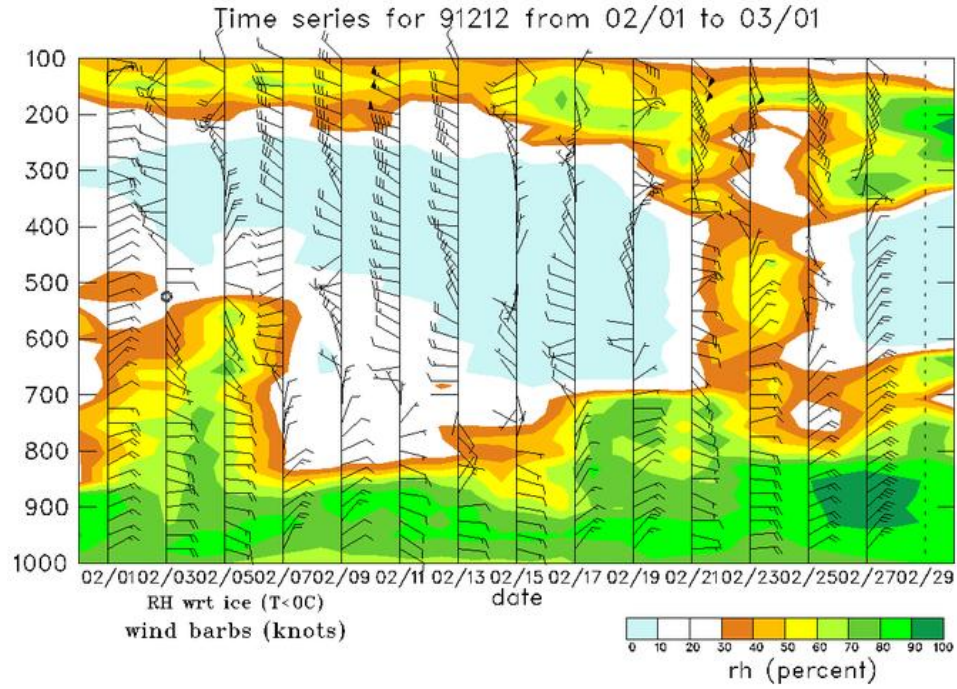 Time series for 91212 from 02/01 to 03/01
100
200
300
400
500
600
700
800
900
1000
02/01 02/03 02/05 02/07 02/09 02/11 02/13 02/15 02/17 02/19 02/21 02/23 02/25 02/27 02/29
date
RH wrt ice (T<0C)
wind barbs (knots)
0 10 20 30 40 50 60 70 80 90 100
rh (percent)